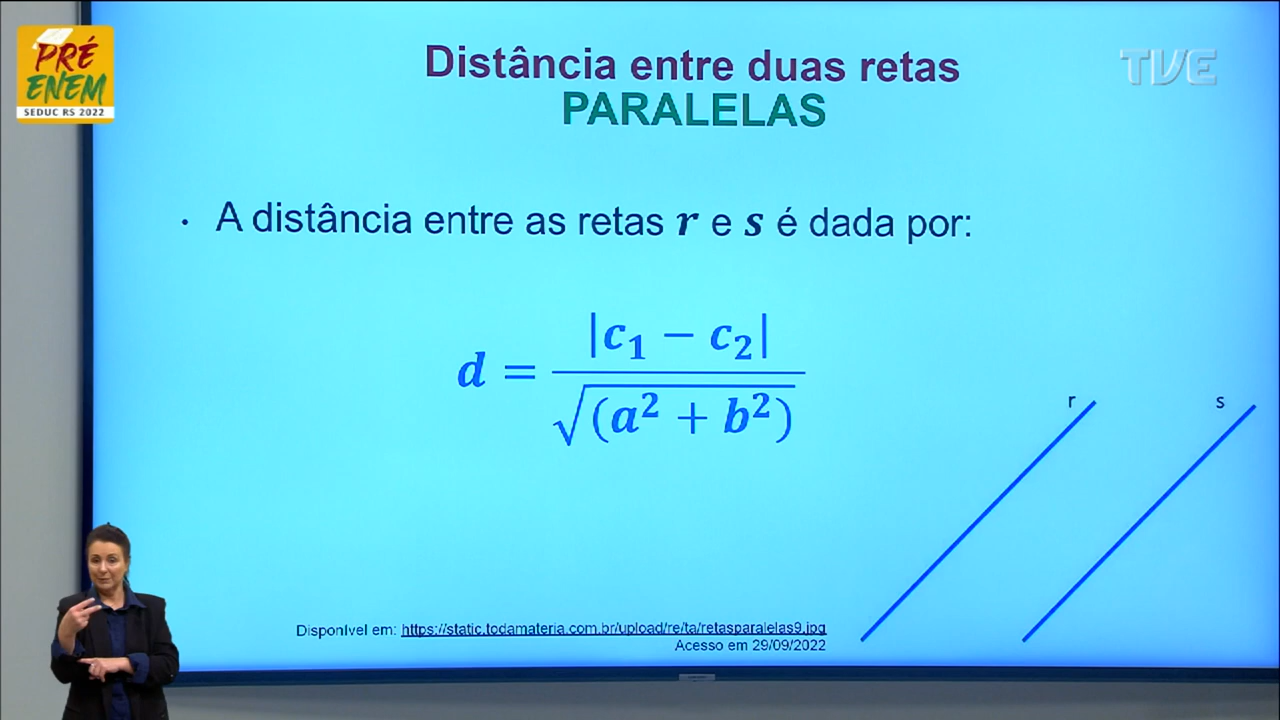 PRÉ
ENEM
SEDUC RS 2022
TVE
Distância entre duas retas
PARALELAS
• A distância entre as retas r e s é dada por:
d = |c₁ − c₂| / √(a² + b²)
r
s
Disponível em: https://static.todamateria.com.br/upload/re/ta/retasparalelas9.jpg
Acesso em 29/09/2022